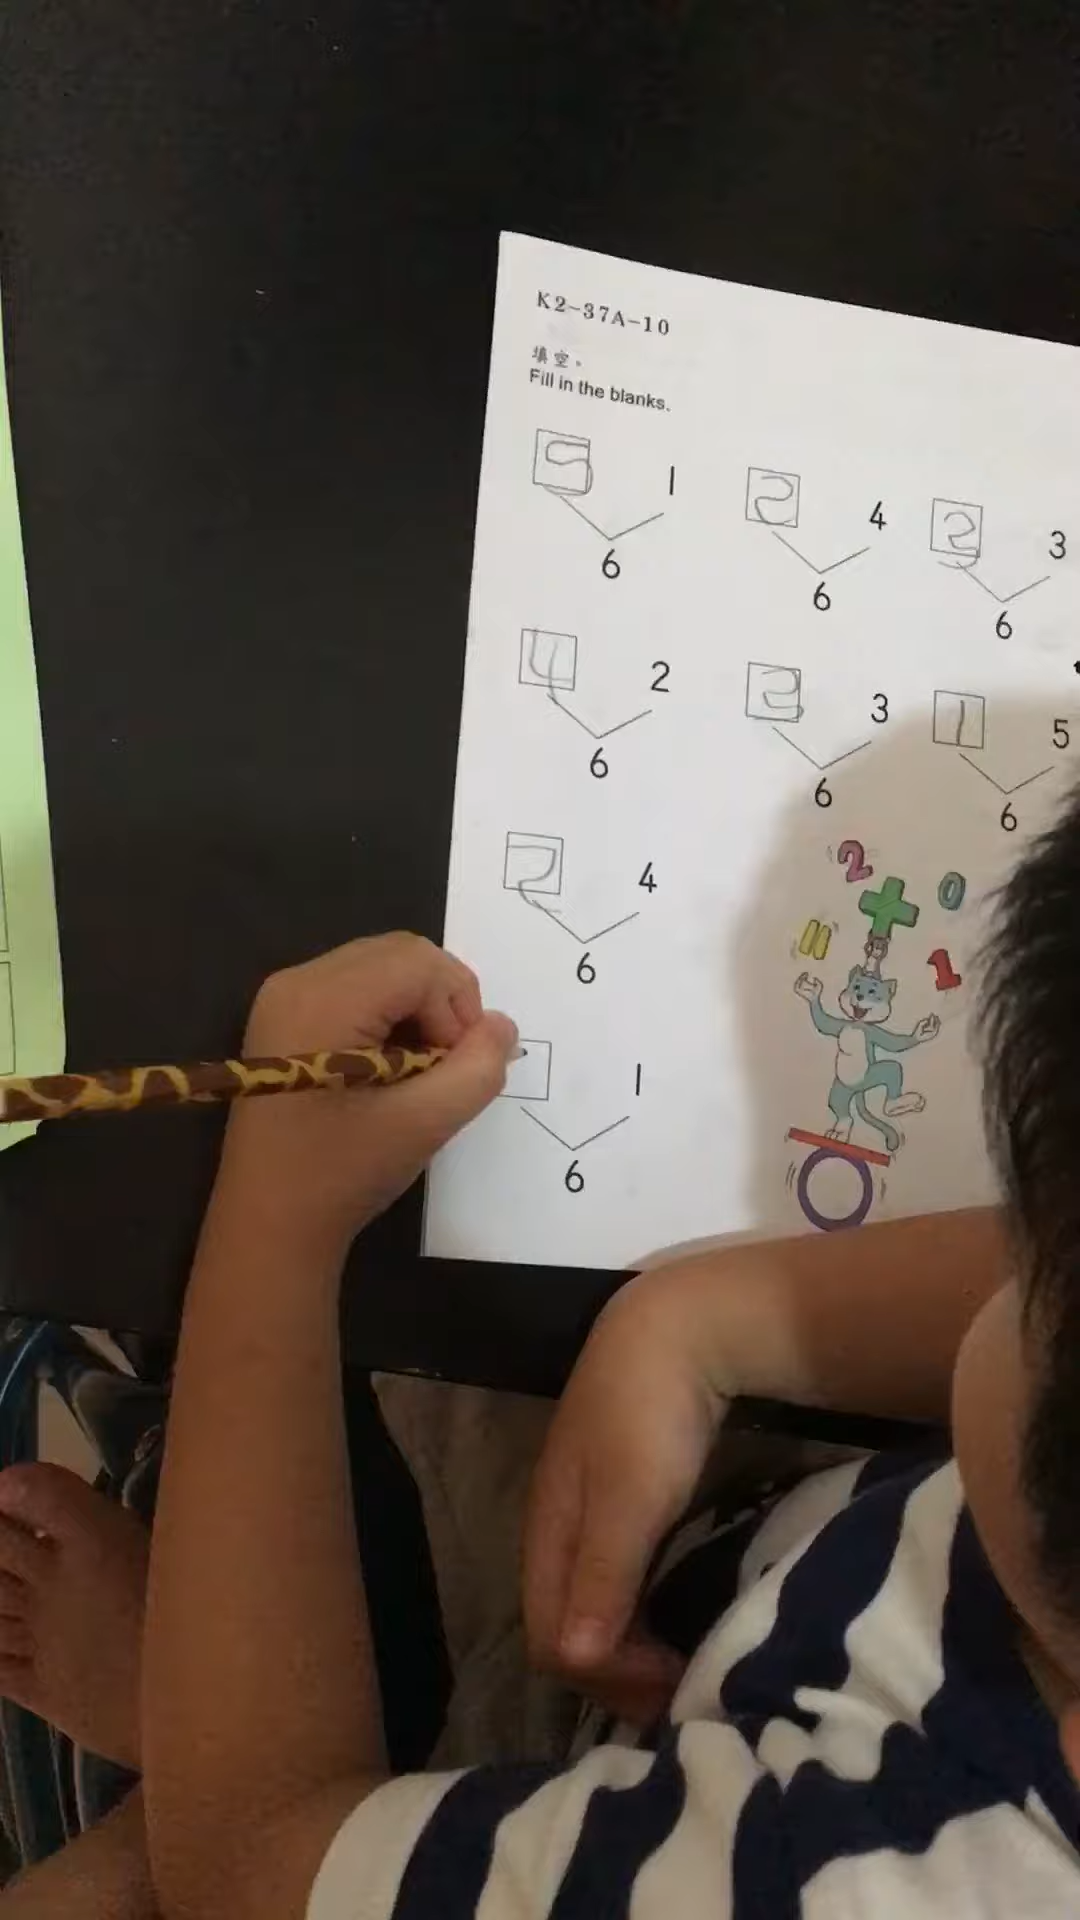 K2-37A-10
填空。
Fill in the blanks.
5 1 2 4 3 3
6 6 6
4 2 3 3 1 5
6 6 6
2 4
6
1
6
2 + 0
= 1